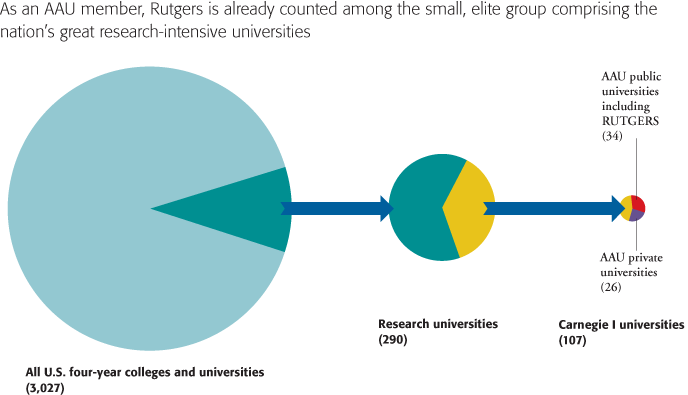 As an AAU member, Rutgers is already counted among the small, elite group comprising the
nation’s great research-intensive universities
AAU public
universities
including
RUTGERS
(34)
AAU private
universities
(26)
Research universities
(290)
Carnegie I universities
(107)
All U.S. four-year colleges and universities
(3,027)